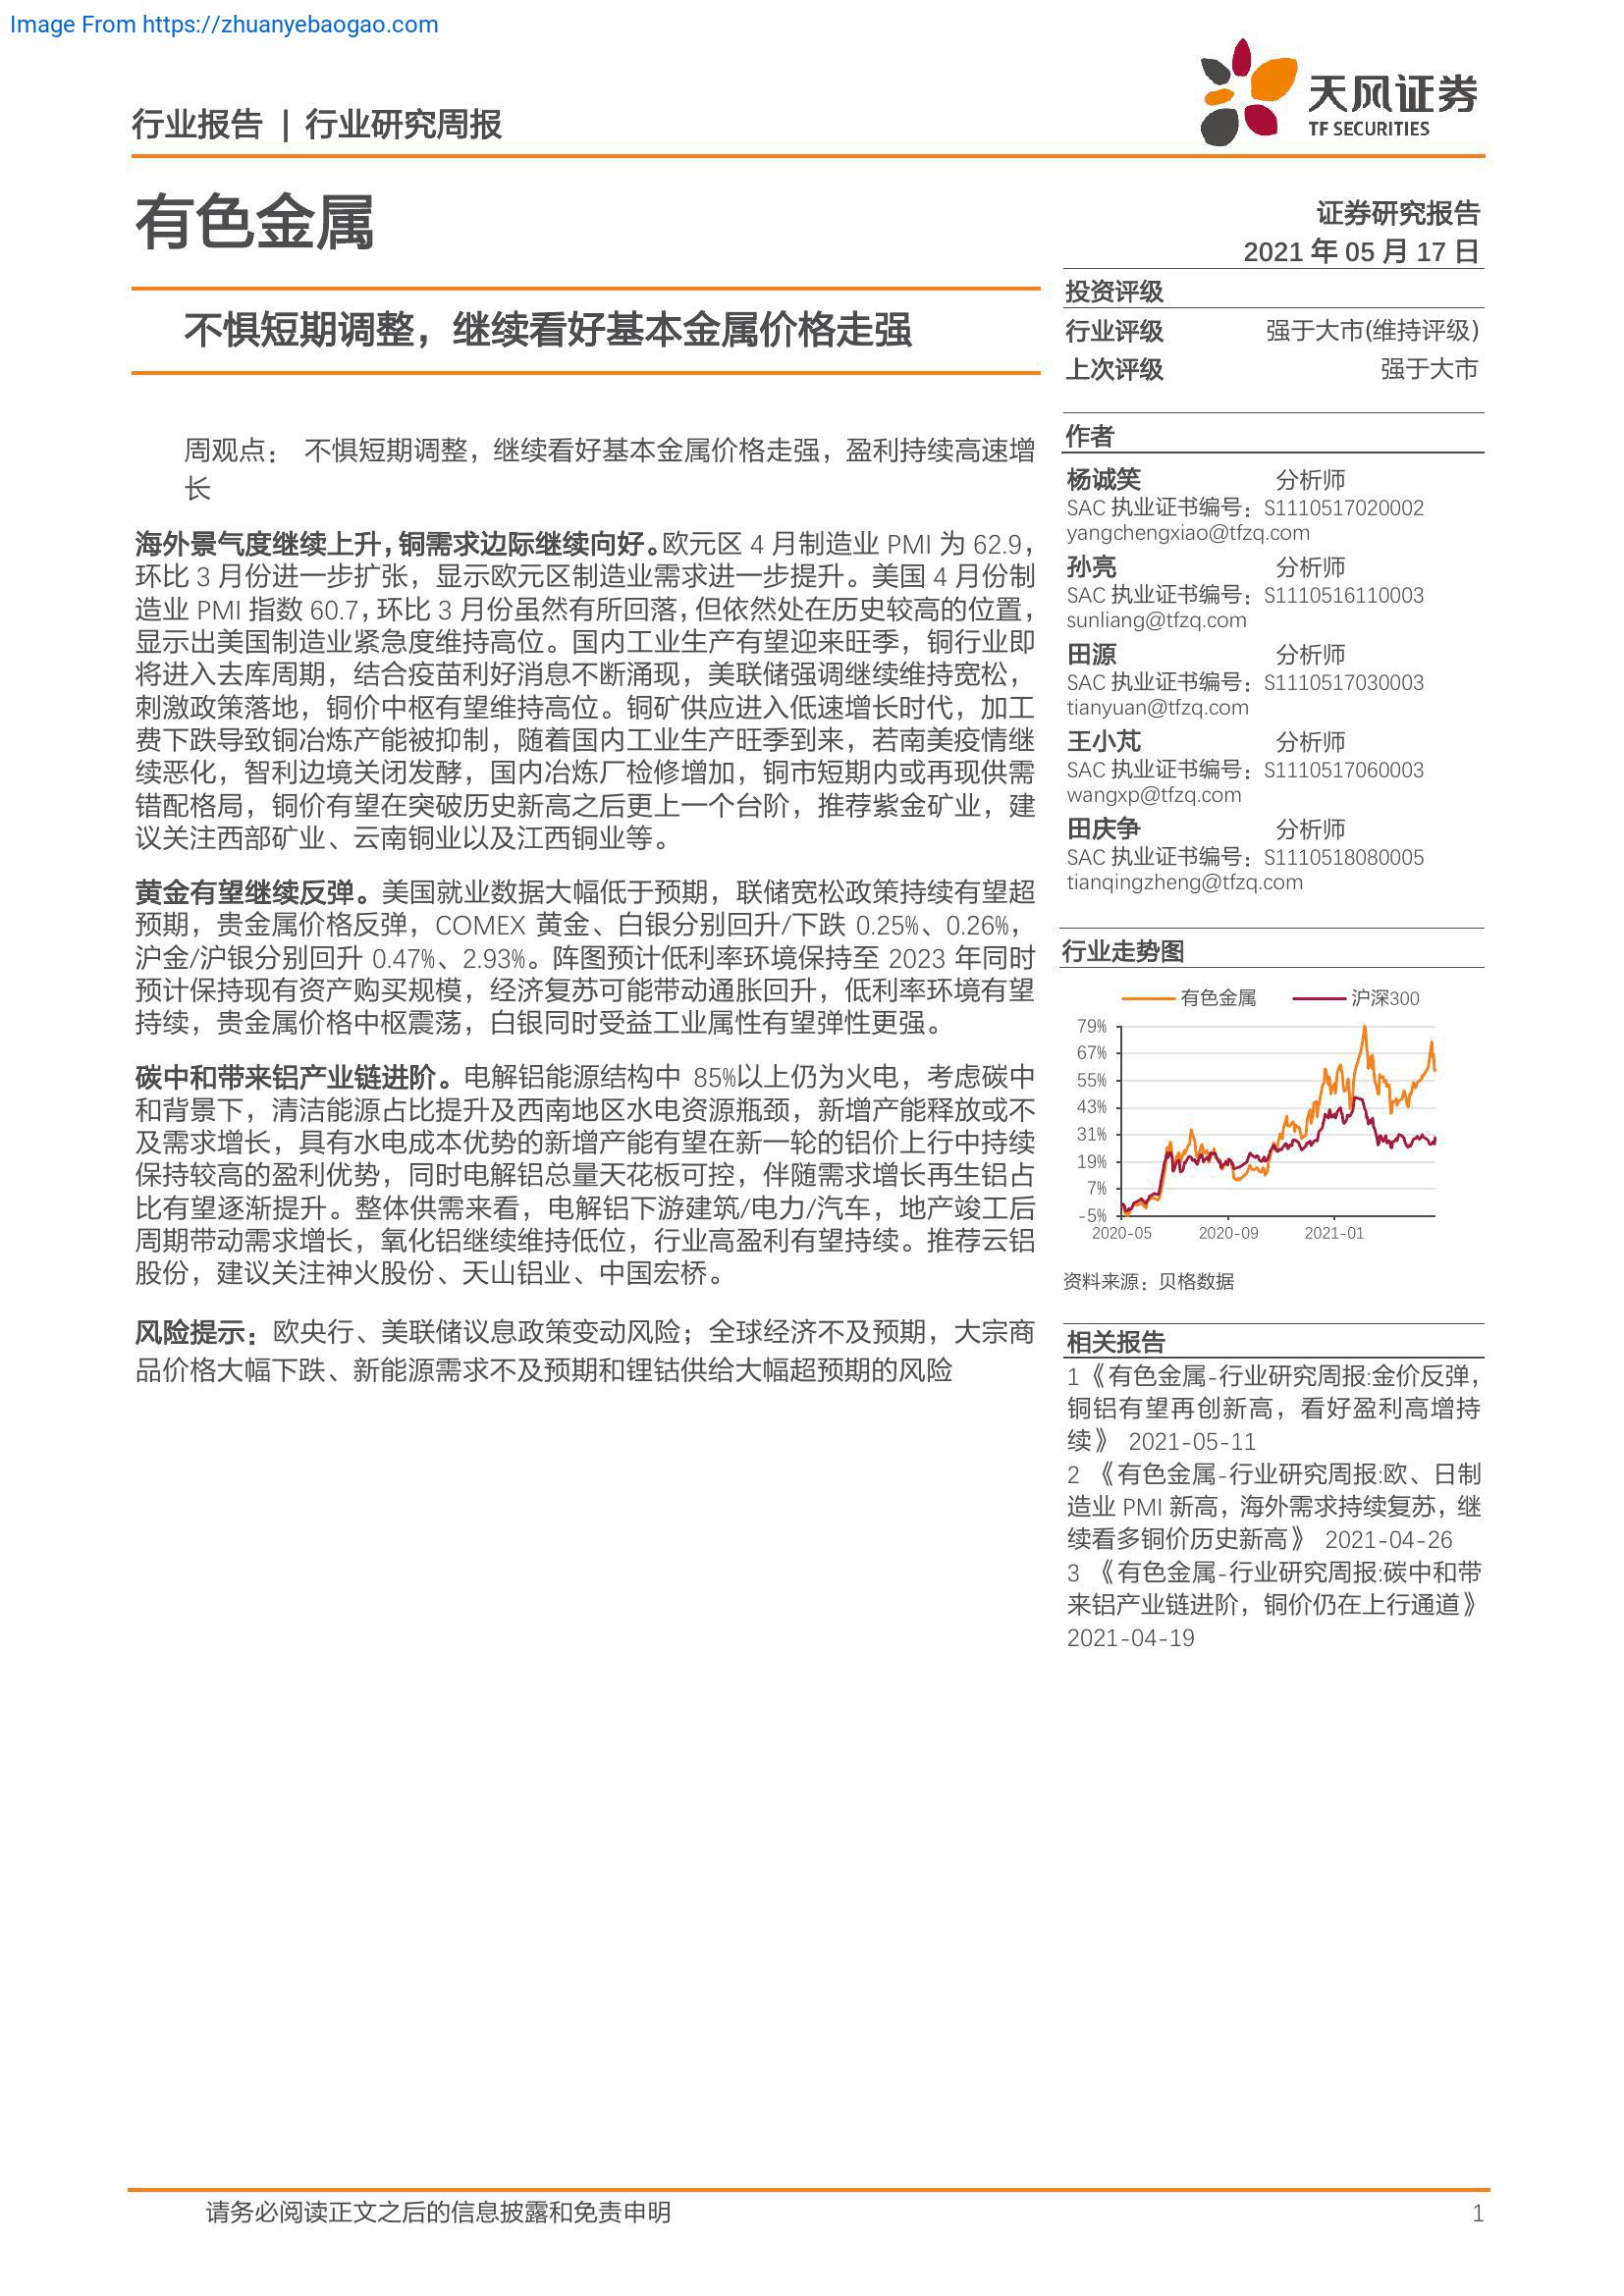 Image From https://zhuanyebaogao.com
行业报告 | 行业研究周报
天风证券
TF SECURITIES
有色金属
证券研究报告
2021 年 05 月 17 日
不惧短期调整，继续看好基本金属价格走强
投资评级
行业评级 强于大市(维持评级)
上次评级 强于大市
周观点： 不惧短期调整，继续看好基本金属价格走强，盈利持续高速增
长
海外景气度继续上升，铜需求边际继续向好。欧元区 4 月制造业 PMI 为 62.9，
环比 3 月份进一步扩张，显示欧元区制造业需求进一步提升。美国 4 月份制
造业 PMI 指数 60.7，环比 3 月份虽然有所回落，但依然处在历史较高的位置，
显示出美国制造业紧急度维持高位。国内工业生产有望迎来旺季，铜行业即
将进入去库周期，结合疫苗利好消息不断涌现，美联储强调继续维持宽松，
刺激政策落地，铜价中枢有望维持高位。铜矿供应进入低速增长时代，加工
费下跌导致铜冶炼产能被抑制，随着国内工业生产旺季到来，若南美疫情继
续恶化，智利边境关闭发酵，国内冶炼厂检修增加，铜市短期内或再现供需
错配格局，铜价有望在突破历史新高之后更上一个台阶，推荐紫金矿业，建
议关注西部矿业、云南铜业以及江西铜业等。
黄金有望继续反弹。美国就业数据大幅低于预期，联储宽松政策持续有望超
预期，贵金属价格反弹，COMEX 黄金、白银分别回升/下跌 0.25%、0.26%，
沪金/沪银分别回升 0.47%、2.93%。阵图预计低利率环境保持至 2023 年同时
预计保持现有资产购买规模，经济复苏可能带动通胀回升，低利率环境有望
持续，贵金属价格中枢震荡，白银同时受益工业属性有望弹性更强。
碳中和带来铝产业链进阶。电解铝能源结构中 85%以上仍为火电，考虑碳中
和背景下，清洁能源占比提升及西南地区水电资源瓶颈，新增产能释放或不
及需求增长，具有水电成本优势的新增产能有望在新一轮的铝价上行中持续
保持较高的盈利优势，同时电解铝总量天花板可控，伴随需求增长再生铝占
比有望逐渐提升。整体供需来看，电解铝下游建筑/电力/汽车，地产竣工后
周期带动需求增长，氧化铝继续维持低位，行业高盈利有望持续。推荐云铝
股份，建议关注神火股份、天山铝业、中国宏桥。
风险提示：欧央行、美联储议息政策变动风险；全球经济不及预期，大宗商
品价格大幅下跌、新能源需求不及预期和锂钴供给大幅超预期的风险
作者
杨诚笑 分析师
SAC 执业证书编号：S1110517020002
yangchengxiao@tfzq.com
孙亮 分析师
SAC 执业证书编号：S1110516110003
sunliang@tfzq.com
田源 分析师
SAC 执业证书编号：S1110517030003
tianyuan@tfzq.com
王小芃 分析师
SAC 执业证书编号：S1110517060003
wangxp@tfzq.com
田庆争 分析师
SAC 执业证书编号：S1110518080005
tianqingzheng@tfzq.com
行业走势图
有色金属 沪深300
79%
67%
55%
43%
31%
19%
7%
-5%
2020-05 2020-09 2021-01
资料来源：贝格数据
相关报告
1 《有色金属-行业研究周报:金价反弹，
铜铝有望再创新高，看好盈利高增持
续》 2021-05-11
2 《有色金属-行业研究周报:欧、日制
造业 PMI 新高，海外需求持续复苏，继
续看多铜价历史新高》 2021-04-26
3 《有色金属-行业研究周报:碳中和带
来铝产业链进阶，铜价仍在上行通道》
2021-04-19
请务必阅读正文之后的信息披露和免责申明 1